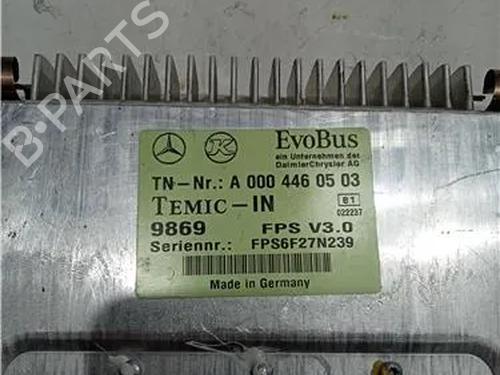 B-PARTS
K
EvoBus
ein Unternehmen der
DaimlerChrysler AG
TN-Nr.: A 000 446 05 03
TEMIC-IN
e1
022237
9869 FPS V3.0
Seriennr.: FPS6F27N239
Made in Germany